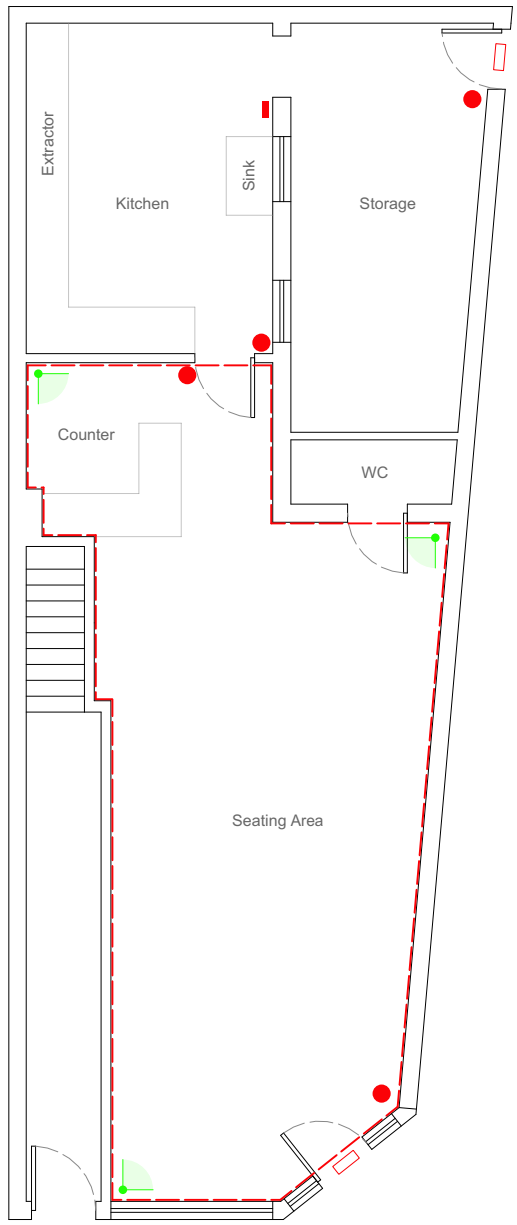 Extractor
Sink
Kitchen
Storage
Counter
WC
Seating Area